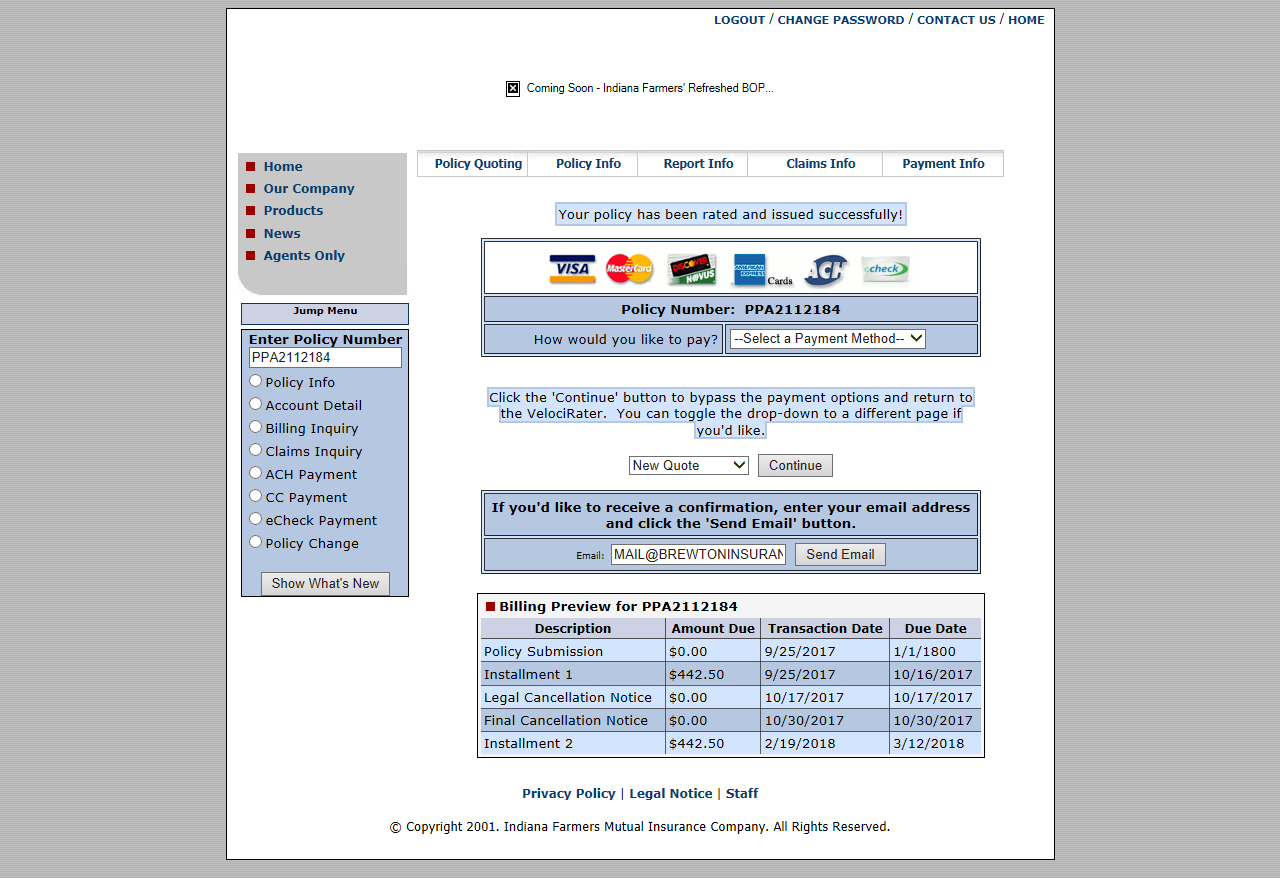 LOGOUT / CHANGE PASSWORD / CONTACT US / HOME
Coming Soon - Indiana Farmers' Refreshed BOP...
Home
Our Company
Products
News
Agents Only
Policy Quoting Policy Info Report Info Claims Info Payment Info
Jump Menu
Enter Policy Number
PPA2112184
Policy Info
Account Detail
Billing Inquiry
Claims Inquiry
ACH Payment
CC Payment
eCheck Payment
Policy Change
Show What's New
Your policy has been rated and issued successfully!
VISA MasterCard DISCOVER NOVUS AMERICAN EXPRESS Cards ACH echeck
Policy Number: PPA2112184
How would you like to pay? --Select a Payment Method--
Click the 'Continue' button to bypass the payment options and return to
the VelociRater. You can toggle the drop-down to a different page if
you'd like.
New Quote Continue
If you'd like to receive a confirmation, enter your email address
and click the 'Send Email' button.
Email: MAIL@BREWTONINSURAN Send Email
Billing Preview for PPA2112184
Description Amount Due Transaction Date Due Date
Policy Submission $0.00 9/25/2017 1/1/1800
Installment 1 $442.50 9/25/2017 10/16/2017
Legal Cancellation Notice $0.00 10/17/2017 10/17/2017
Final Cancellation Notice $0.00 10/30/2017 10/30/2017
Installment 2 $442.50 2/19/2018 3/12/2018
Privacy Policy | Legal Notice | Staff
© Copyright 2001. Indiana Farmers Mutual Insurance Company. All Rights Reserved.